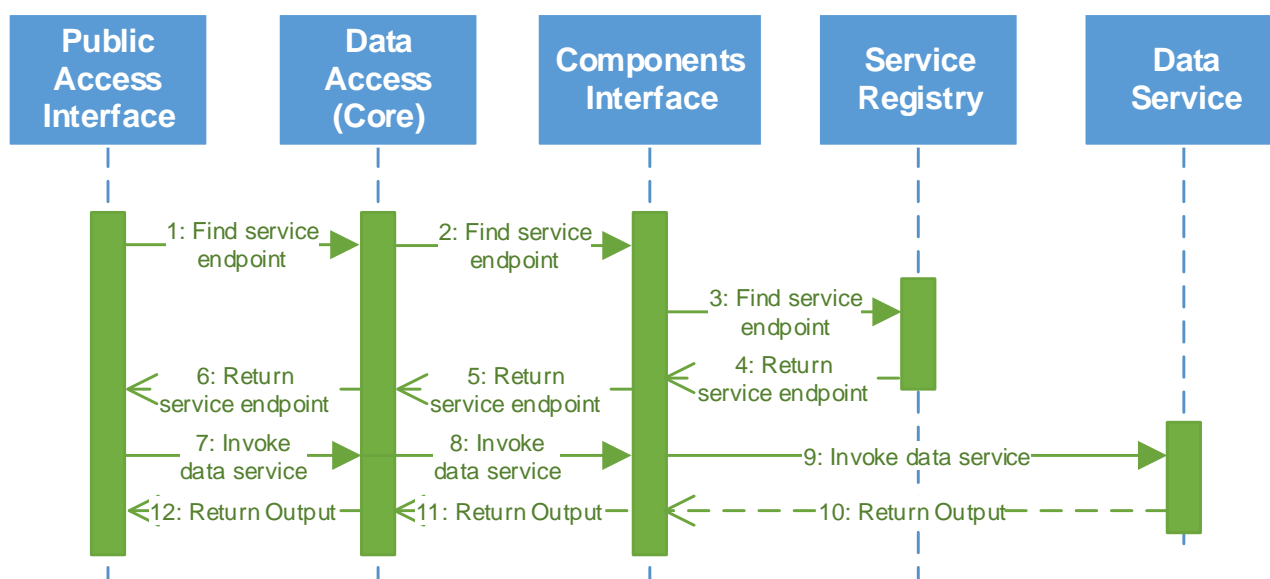 Public
Access
Interface
Data
Access
(Core)
Components
Interface
Service
Registry
Data
Service
1: Find service
endpoint
2: Find service
endpoint
3: Find service
endpoint
4: Return
service endpoint
5: Return
service endpoint
6: Return
service endpoint
7: Invoke
data service
8: Invoke
data service
9: Invoke data service
10: Return Output
11: Return Output
12: Return Output